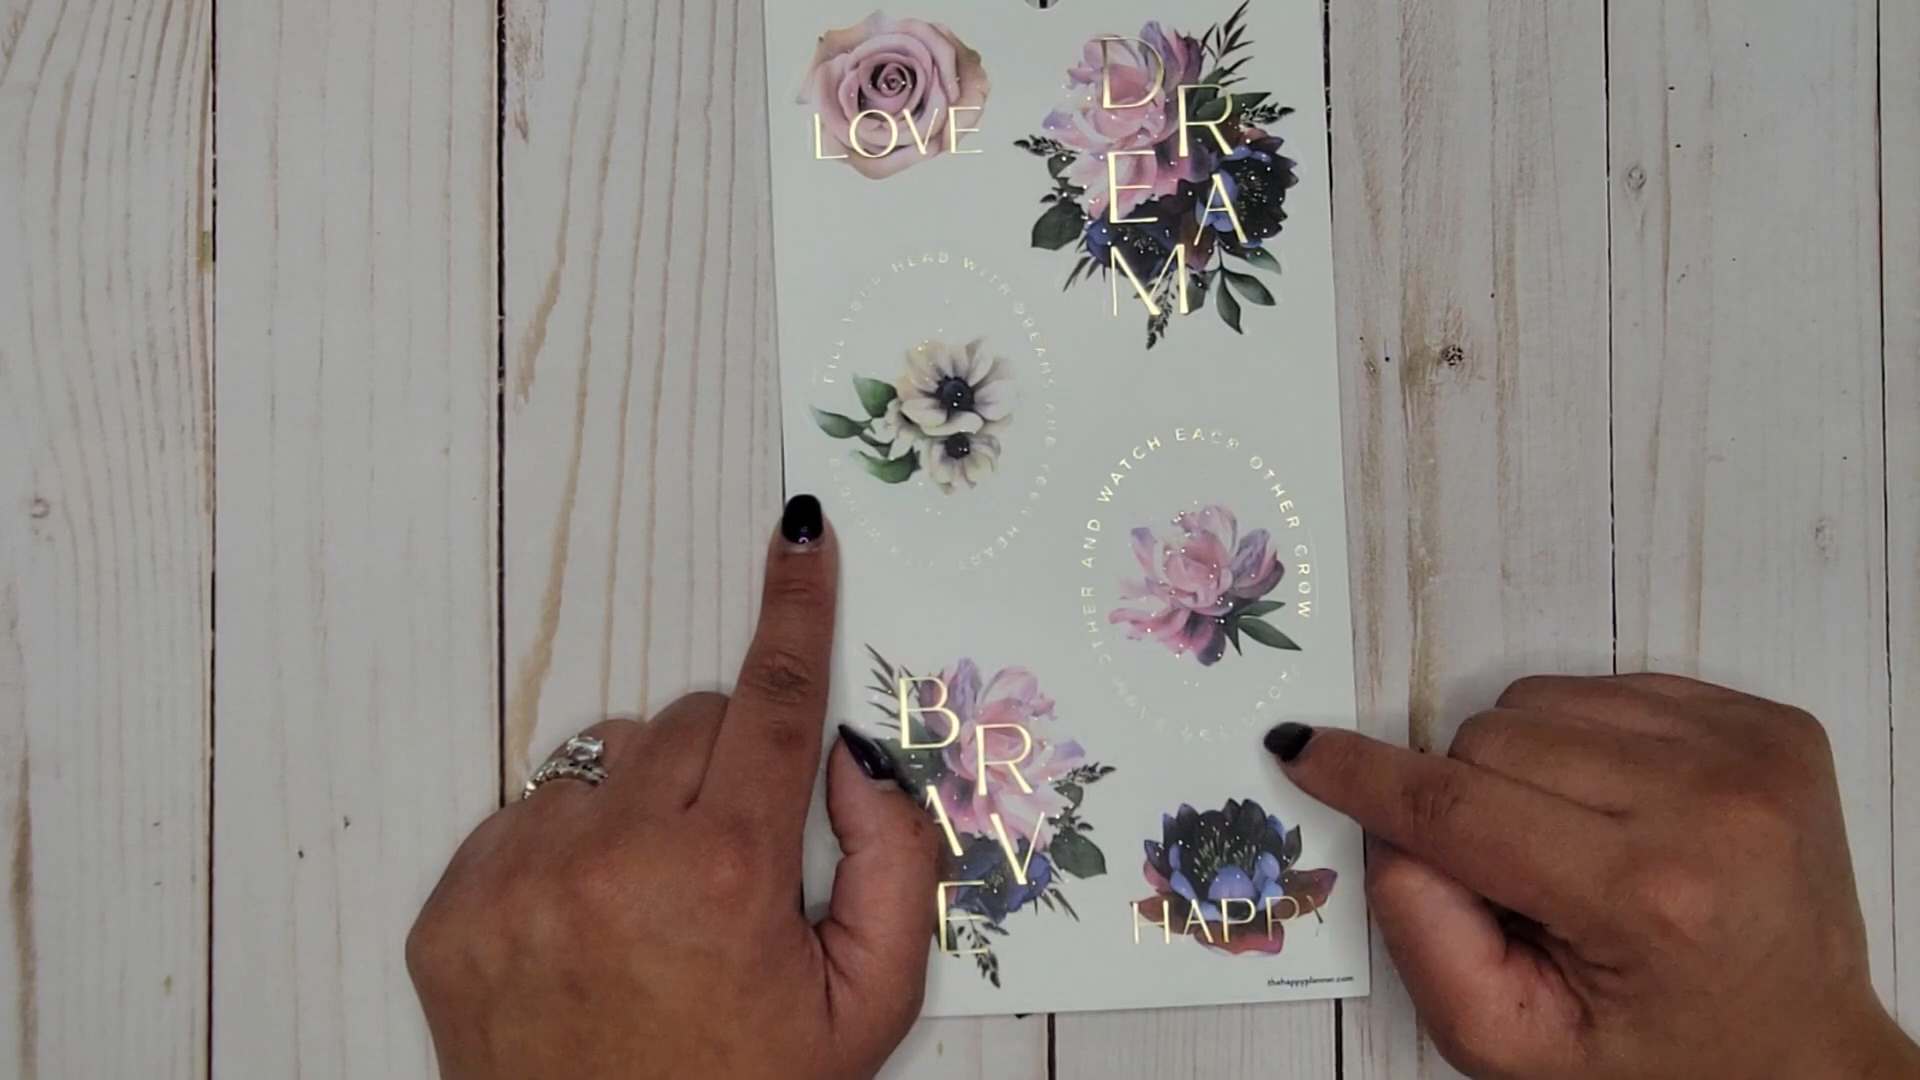 LOVE
DREAM
FILL YOUR HEAD WITH DREAMS AND YOUR HEART
OTHER AND WATCH EACH OTHER GROW
BRAVE
HAPPY
thehappyplanner.com